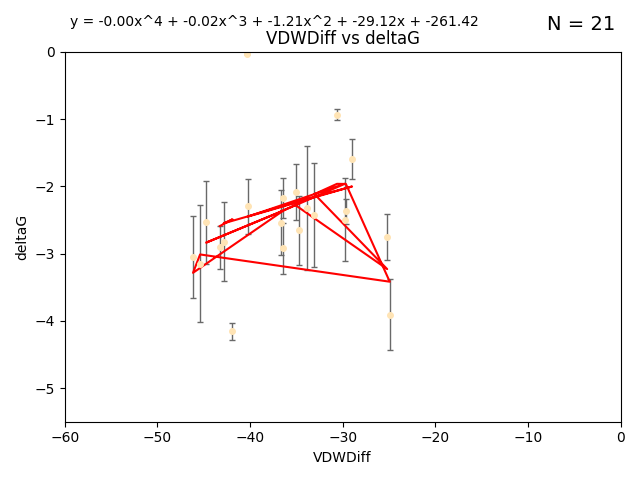 y = -0.00x^4 + -0.02x^3 + -1.21x^2 + -29.12x + -261.42
N = 21
VDWDiff vs deltaG
0
−1
−2
−3
−4
−5
deltaG
−60 −50 −40 −30 −20 −10 0
VDWDiff